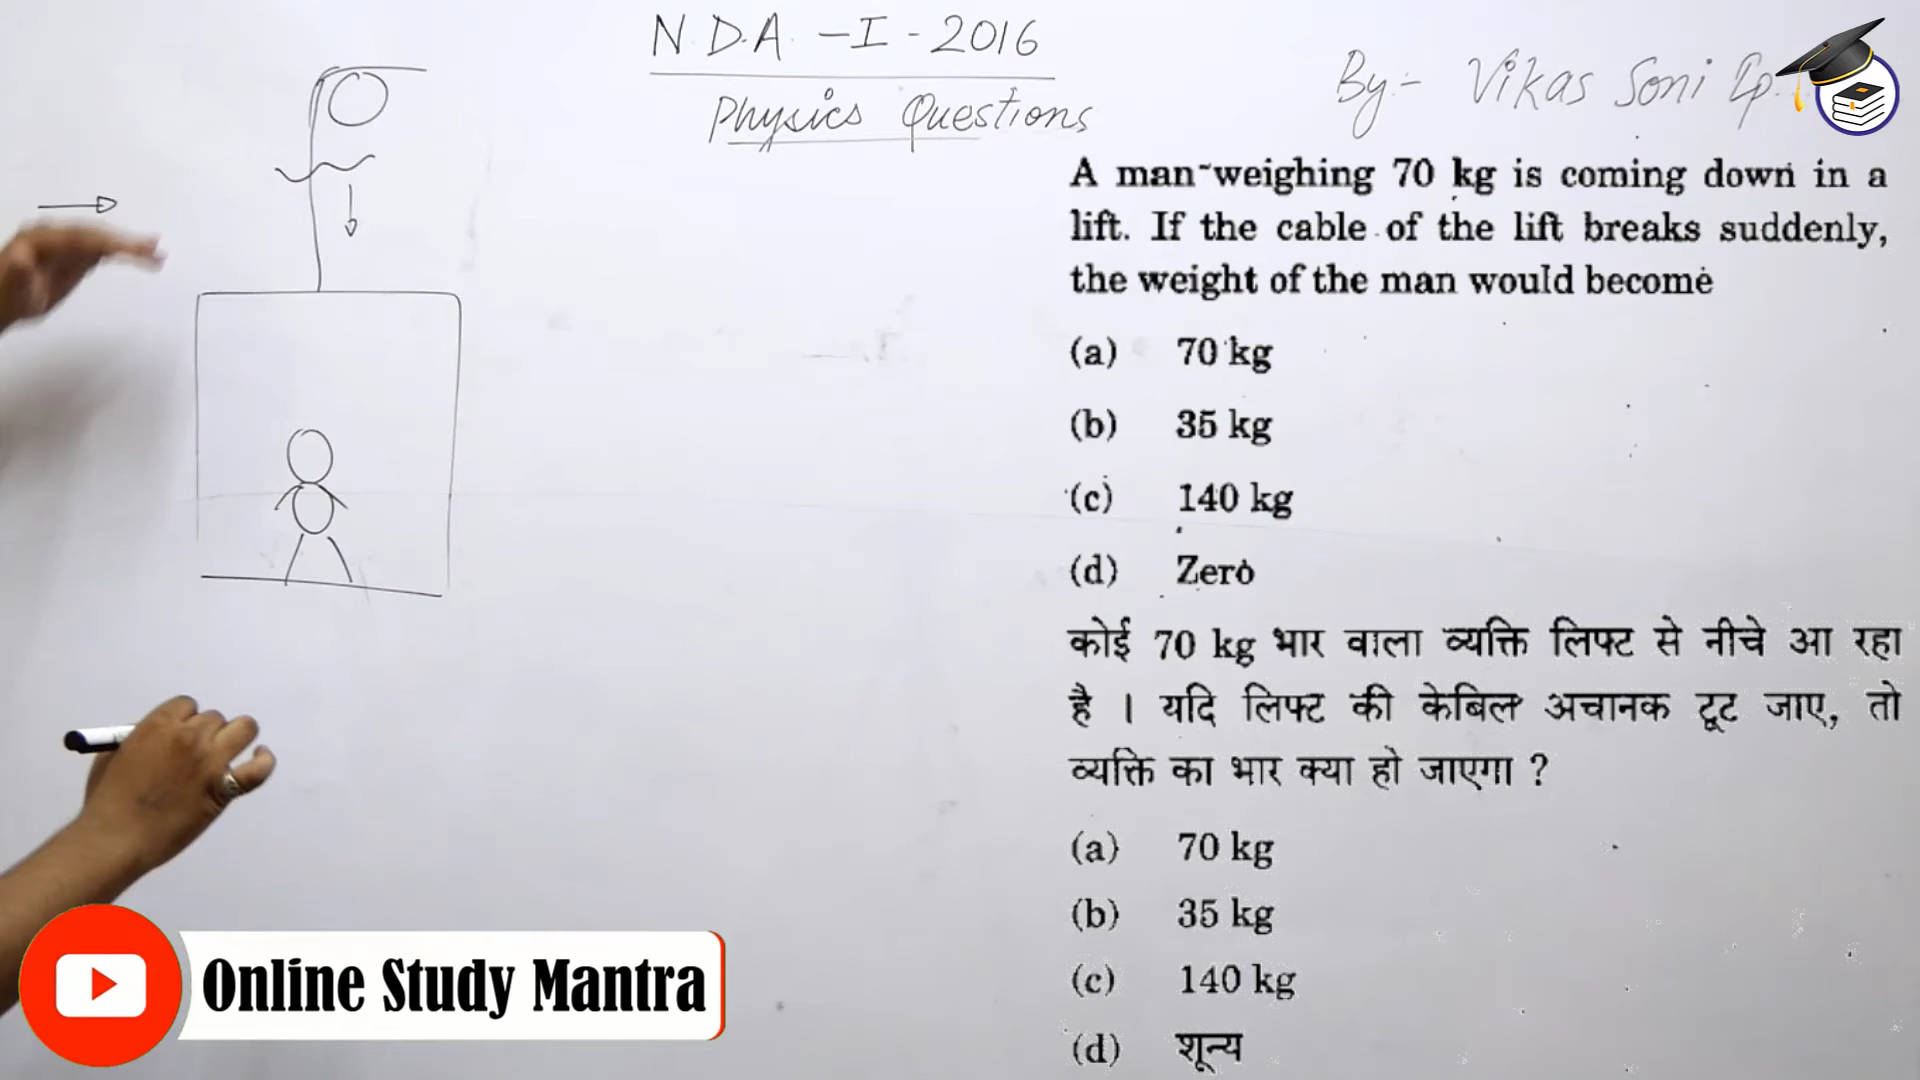 N.D.A. -I-2016
Physics Questions
By:- Vikas Soni
A man weighing 70 kg is coming down in a
lift. If the cable of the lift breaks suddenly,
the weight of the man would become
(a) 70 kg
(b) 35 kg
(c) 140 kg
(d) Zero
कोई 70 kg भार वाला व्यक्ति लिफ्ट से नीचे आ रहा
है । यदि लिफ्ट की केबिल अचानक टूट जाए, तो
व्यक्ति का भार क्या हो जाएगा ?
(a) 70 kg
(b) 35 kg
(c) 140 kg
(d) शून्य
Online Study Mantra